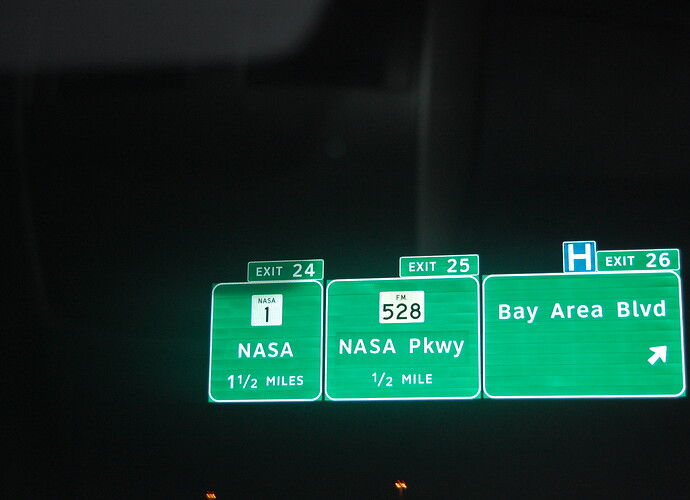 EXIT 24
NASA
1
NASA
1 1/2 MILES
EXIT 25
FM
528
NASA Pkwy
1/2 MILE
H
EXIT 26
Bay Area Blvd